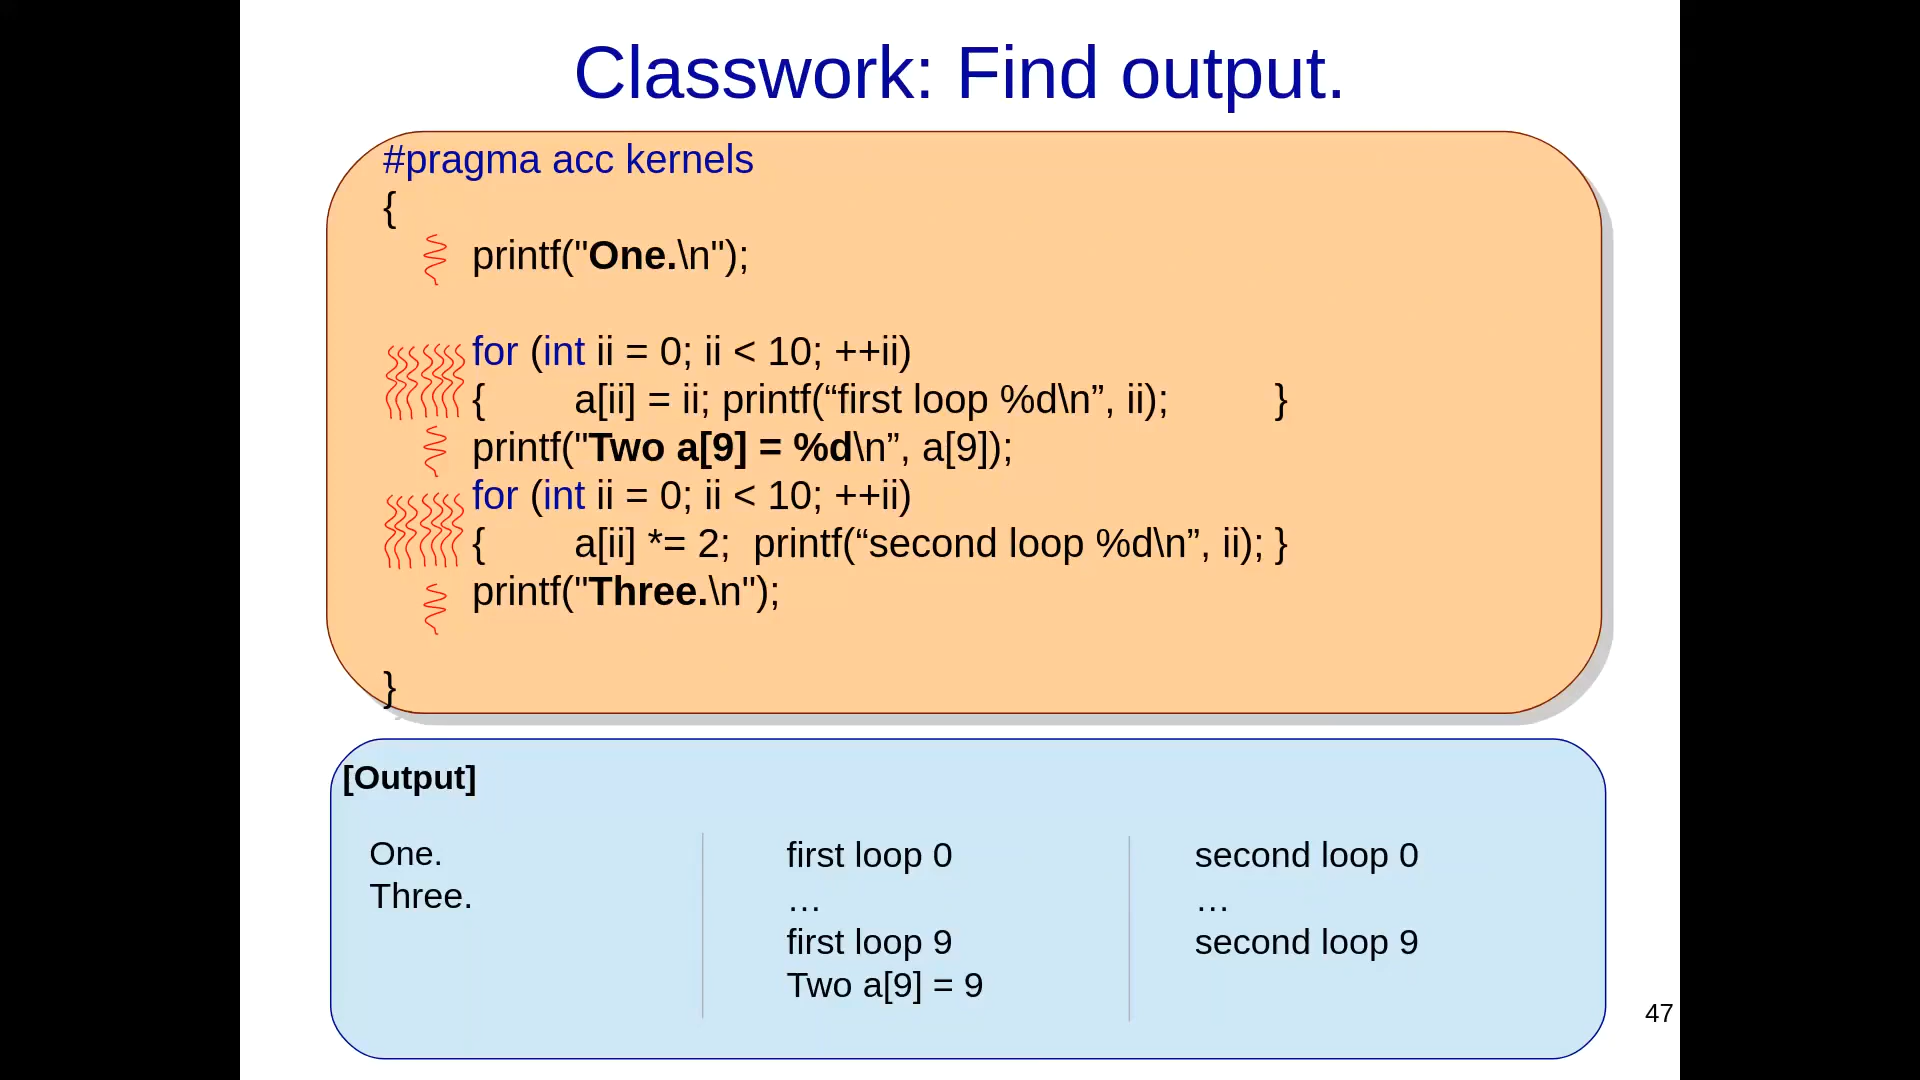 Classwork: Find output.
#pragma acc kernels
{
printf("One.\n");
for (int ii = 0; ii < 10; ++ii)
{ a[ii] = ii; printf(“first loop %d\n”, ii); }
printf("Two a[9] = %d\n”, a[9]);
for (int ii = 0; ii < 10; ++ii)
{ a[ii] *= 2; printf(“second loop %d\n”, ii); }
printf("Three.\n");
}
[Output]
One.
Three.
first loop 0
…
first loop 9
Two a[9] = 9
second loop 0
…
second loop 9
47